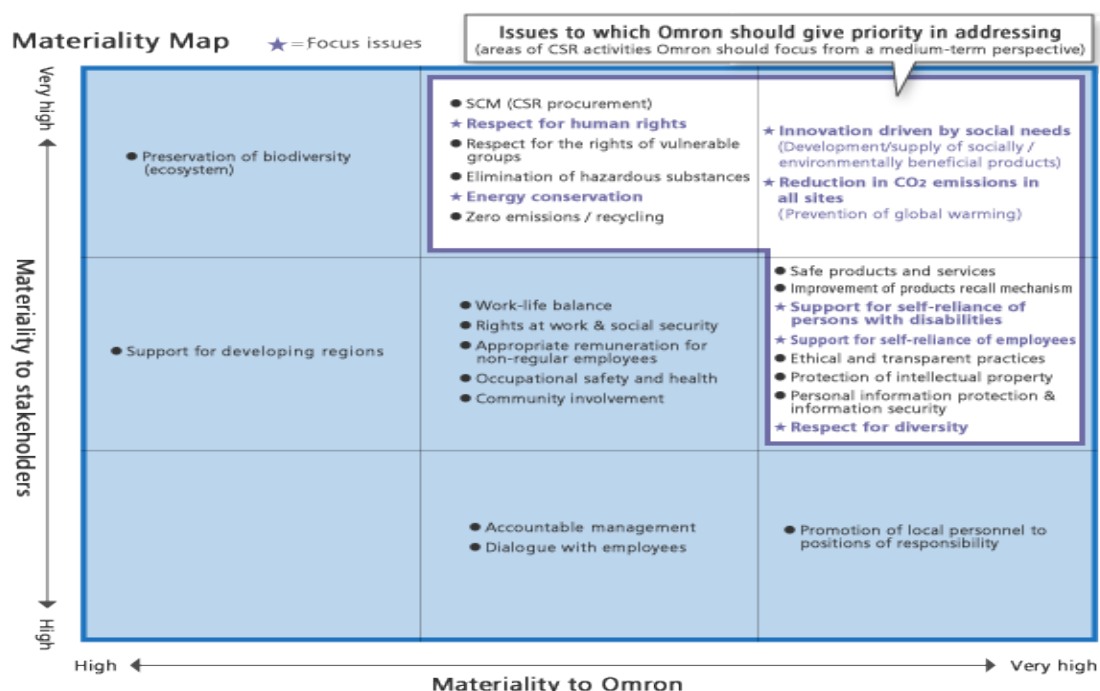 Materiality Map
★=Focus issues
Issues to which Omron should give priority in addressing
(areas of CSR activities Omron should focus from a medium-term perspective)
Very high
Materiality to stakeholders
High
● Preservation of biodiversity
(ecosystem)
● SCM (CSR procurement)
★ Respect for human rights
● Respect for the rights of vulnerable
groups
● Elimination of hazardous substances
★ Energy conservation
● Zero emissions / recycling
★ Innovation driven by social needs
(Development/supply of socially /
environmentally beneficial products)
★ Reduction in CO2 emissions in
all sites
(Prevention of global warming)
● Support for developing regions
● Work-life balance
● Rights at work & social security
● Appropriate remuneration for
non-regular employees
● Occupational safety and health
● Community involvement
● Safe products and services
● Improvement of products recall mechanism
★ Support for self-reliance of
persons with disabilities
★ Support for self-reliance of employees
● Ethical and transparent practices
● Protection of intellectual property
● Personal information protection &
information security
★ Respect for diversity
● Accountable management
● Dialogue with employees
● Promotion of local personnel to
positions of responsibility
High
Very high
Materiality to Omron